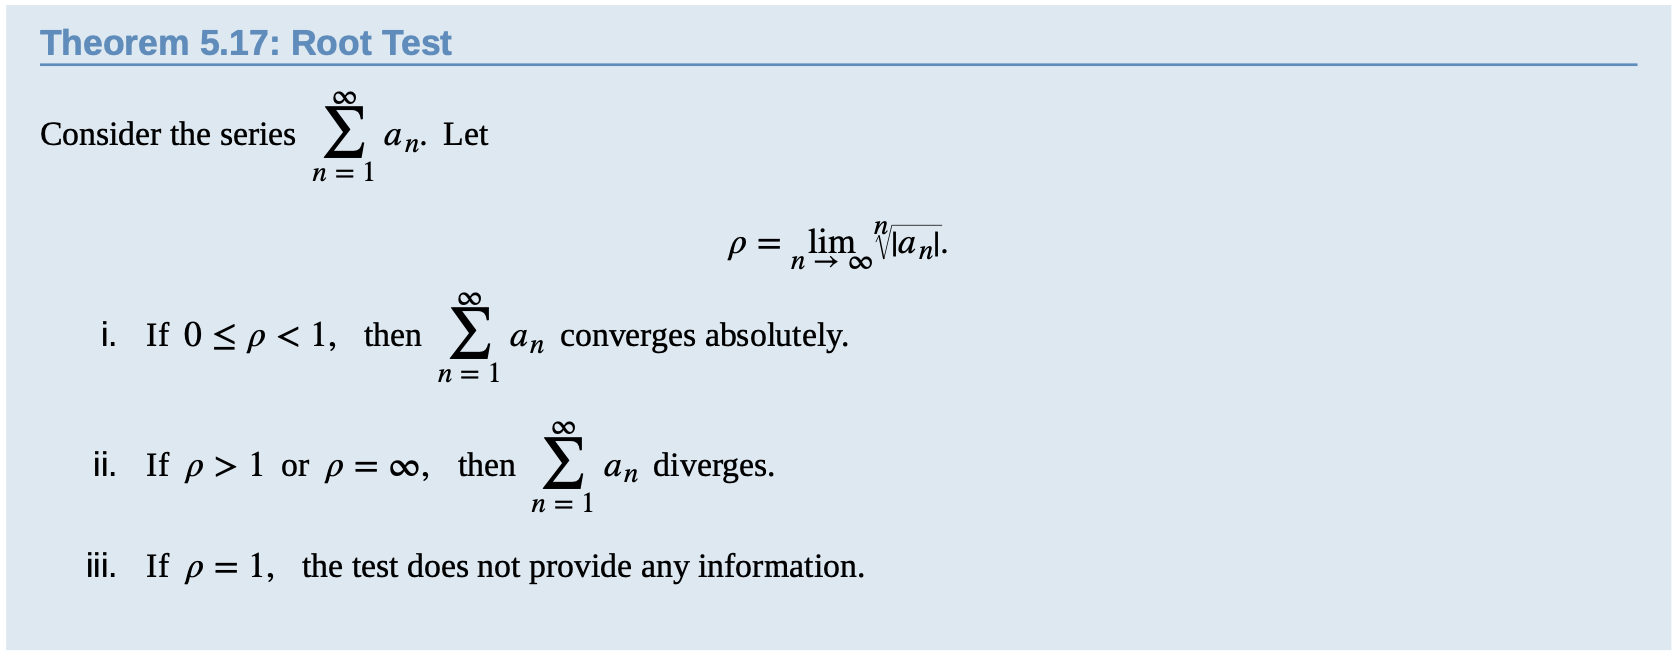 Theorem 5.17: Root Test
Consider the series $\sum_{n=1}^{\infty} a_n$. Let
$\rho = \lim_{n \to \infty} \sqrt[n]{|a_n|}.$
i. If $0 \le \rho < 1$, then $\sum_{n=1}^{\infty} a_n$ converges absolutely.
ii. If $\rho > 1$ or $\rho = \infty$, then $\sum_{n=1}^{\infty} a_n$ diverges.
iii. If $\rho = 1$, the test does not provide any information.